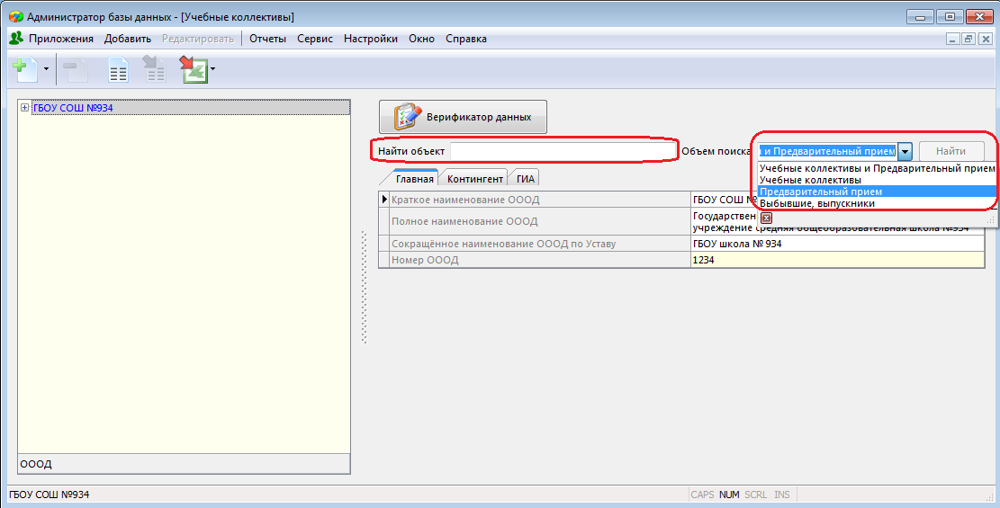 Администратор базы данных - [Учебные коллективы]
Приложения Добавить Редактировать Отчеты Сервис Настройки Окно Справка
ГБОУ СОШ №934
Верификатор данных
Найти объект Объем поиска и Предварительный прием Найти
Учебные коллективы и Предварительный прием
Учебные коллективы
Предварительный прием
Выбывшие, выпускники
Главная Контингент ГИА
Краткое наименование ОООД ГБОУ СОШ №
Полное наименование ОООД Государствен
учреждение средняя общеобразовательная школа №934
Сокращённое наименование ОООД по Уставу ГБОУ школа № 934
Номер ОООД 1234
ОООД
ГБОУ СОШ №934 CAPS NUM SCRL INS